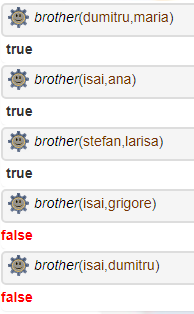 brother(dumitru,maria)
true
brother(isai,ana)
true
brother(stefan,larisa)
true
brother(isai,grigore)
false
brother(isai,dumitru)
false